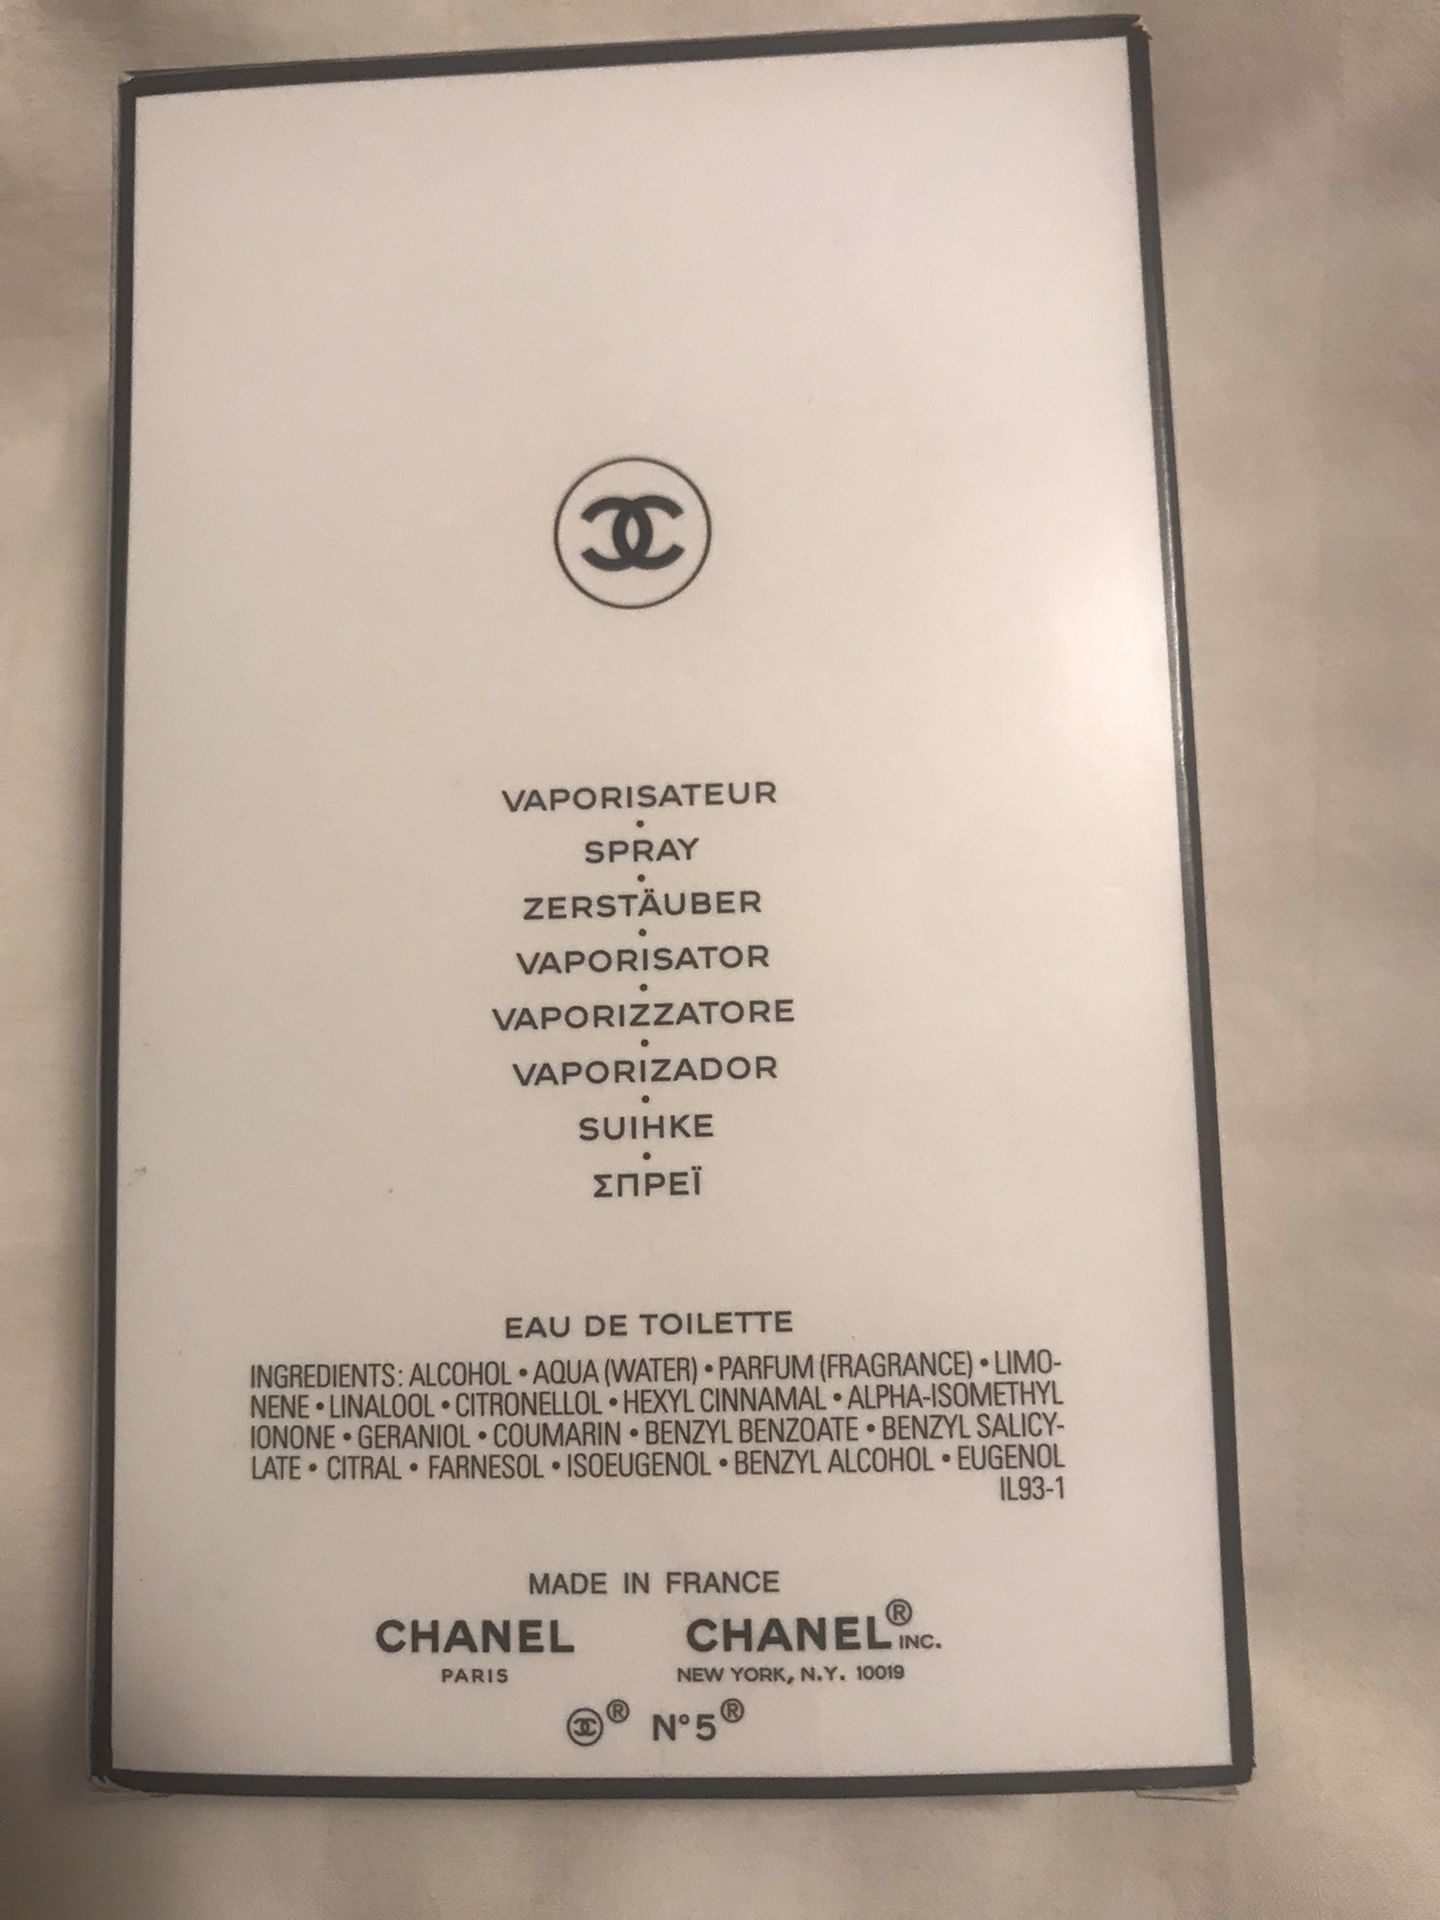 VAPORISATEUR
•
SPRAY
•
ZERSTÄUBER
•
VAPORISATOR
•
VAPORIZZATORE
•
VAPORIZADOR
•
SUIHKE
•
ΣΠΡΕΪ
EAU DE TOILETTE
INGREDIENTS: ALCOHOL • AQUA (WATER) • PARFUM (FRAGRANCE) • LIMO-
NENE • LINALOOL • CITRONELLOL • HEXYL CINNAMAL • ALPHA-ISOMETHYL
IONONE • GERANIOL • COUMARIN • BENZYL BENZOATE • BENZYL SALICY-
LATE • CITRAL • FARNESOL • ISOEUGENOL • BENZYL ALCOHOL • EUGENOL
IL93-1
MADE IN FRANCE
CHANEL CHANEL® INC.
PARIS NEW YORK, N.Y. 10019
® N°5®